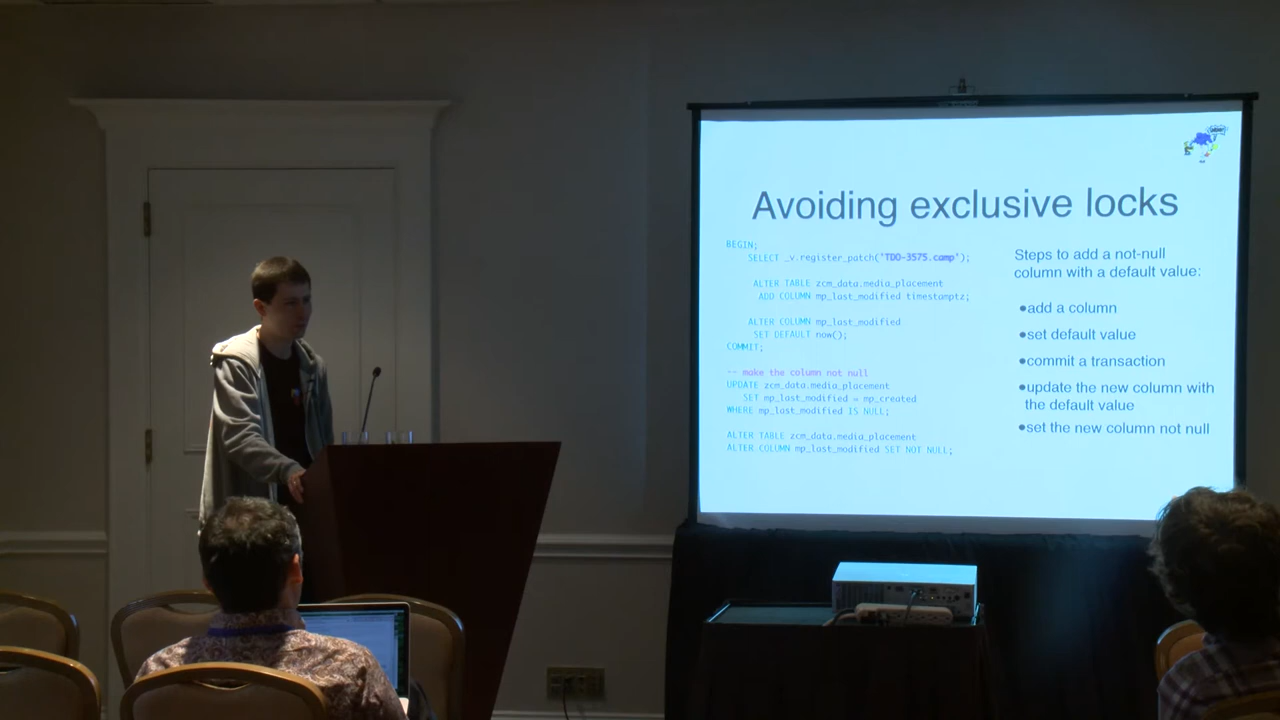 Avoiding exclusive locks
BEGIN;
SELECT _v.register_patch('TDO-3575.camp');
ALTER TABLE zcm_data.media_placement
ADD COLUMN mp_last_modified timestamptz;
ALTER COLUMN mp_last_modified
SET DEFAULT now();
COMMIT;
-- make the column not null
UPDATE zcm_data.media_placement
SET mp_last_modified = mp_created
WHERE mp_last_modified IS NULL;
ALTER TABLE zcm_data.media_placement
ALTER COLUMN mp_last_modified SET NOT NULL;
Steps to add a not-null
column with a default value:
●add a column
●set default value
●commit a transaction
●update the new column with
the default value
●set the new column not null